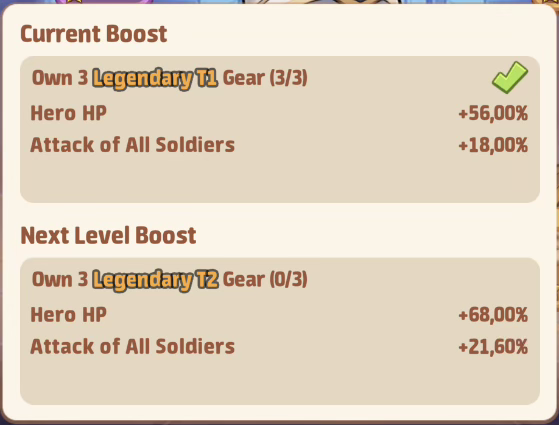 Current Boost
Own 3 Legendary T1 Gear (3/3)
Hero HP +56,00%
Attack of All Soldiers +18,00%
Next Level Boost
Own 3 Legendary T2 Gear (0/3)
Hero HP +68,00%
Attack of All Soldiers +21,60%